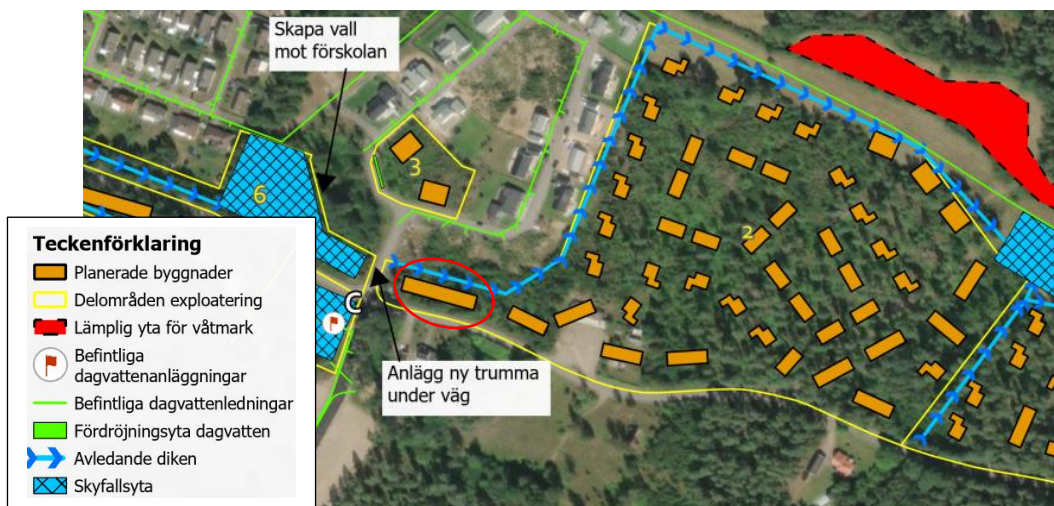 Skapa vall
mot förskolan
3
6
2
C
Anlägg ny trumma
under väg
Teckenförklaring
Planerade byggnader
Delområden exploatering
Lämplig yta för våtmark
Befintliga
dagvattenanläggningar
Befintliga dagvattenledningar
Fördröjningsyta dagvatten
Avledande diken
Skyfallsyta